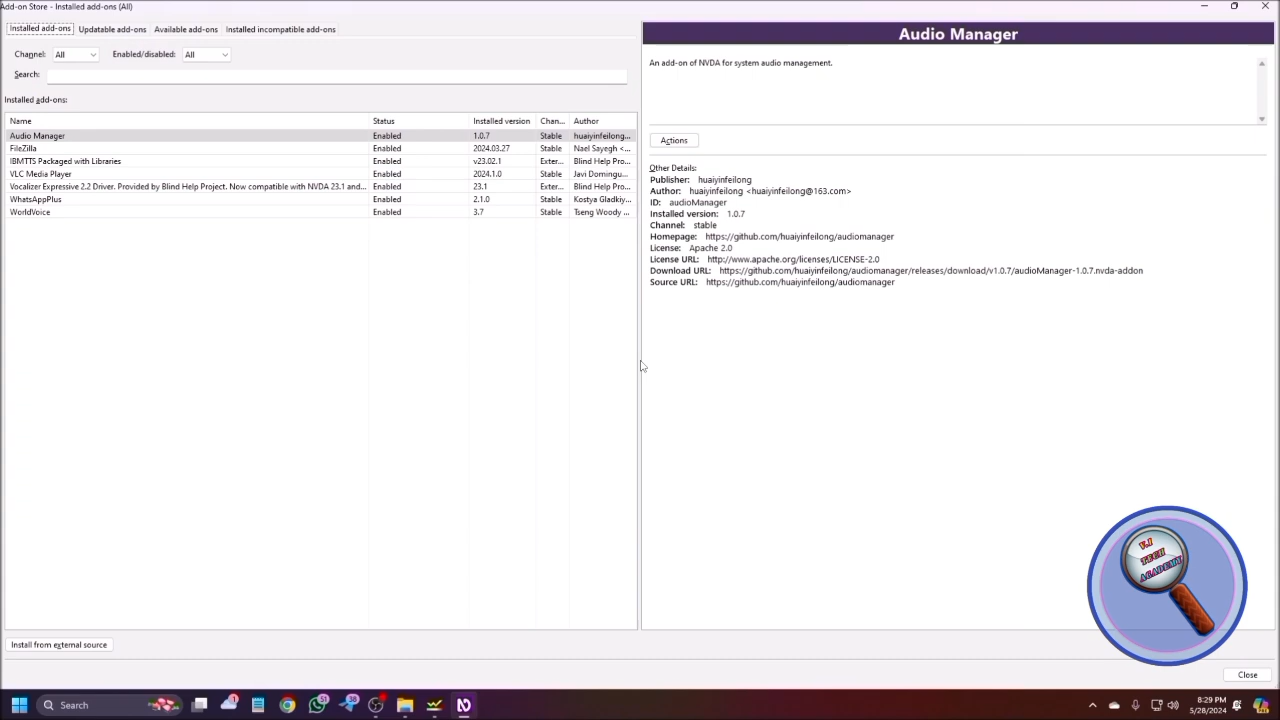 Add-on Store - Installed add-ons (All)
Installed add-ons Updatable add-ons Available add-ons Installed incompatible add-ons
Channel: All Enabled/disabled: All
Search:
Installed add-ons:
Name Status Installed version Chan... Author
Audio Manager Enabled 1.0.7 Stable huaiyinfeilong...
FileZilla Enabled 2024.03.27 Stable Nael Sayegh <...
IBMTTS Packaged with Libraries Enabled v23.02.1 Exter... Blind Help Pro...
VLC Media Player Enabled 2024.1.0 Stable Javi Domingu...
Vocalizer Expressive 2.2 Driver. Provided by Blind Help Project. Now compatible with NVDA 23.1 and... Enabled 23.1 Exter... Blind Help Pro...
WhatsAppPlus Enabled 2.1.0 Stable Kostya Gladkiy...
WorldVoice Enabled 3.7 Stable Tseng Woody ...
Install from external source
Audio Manager
An add-on of NVDA for system audio management.
Actions
Other Details:
Publisher: huaiyinfeilong
Author: huaiyinfeilong <huaiyinfeilong@163.com>
ID: audioManager
Installed version: 1.0.7
Channel: stable
Homepage: https://github.com/huaiyinfeilong/audiomanager
License: Apache 2.0
License URL: http://www.apache.org/licenses/LICENSE-2.0
Download URL: https://github.com/huaiyinfeilong/audiomanager/releases/download/v1.0.7/audioManager-1.0.7.nvda-addon
Source URL: https://github.com/huaiyinfeilong/audiomanager
V.I
TECH
ACADEMY
Close
Search
8:29 PM
5/28/2024